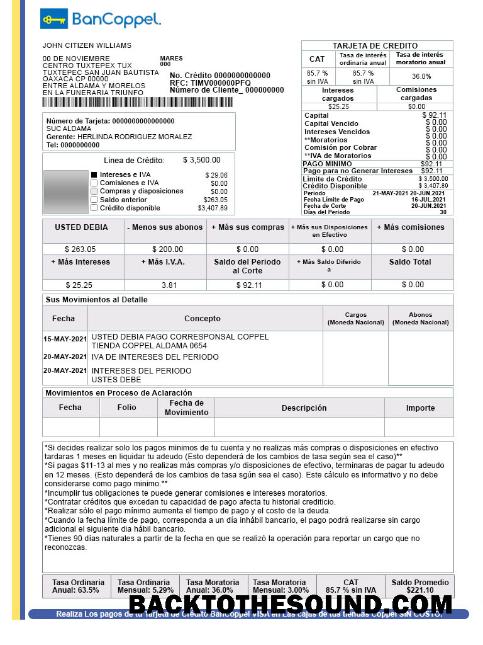 BanCoppel.
JOHN CITIZEN WILLIAMS
00 DE NOVIEMBRE MARES
CENTRO TUXTEPEX TUX 000
TUXTEPEC SAN JUAN BAUTISTA
OAXACA CP 00000
ENTRE ALDAMA Y MORELOS
EN LA FUNERARIA TRIUNFO
No. Crédito 0000000000000
RFC: TIMV000000PFQ
Número de Cliente_ 000000000
TARJETA DE CREDITO
CAT
Tasa de interés
ordinaria anual
Tasa de interés
moratorio anual
85.7 %
sin IVA
85.7 %
sin IVA
36.0%
Intereses
cargados
Comisiones
cargadas
$25.25 $0.00
Capital $ 92.11
Capital Vencido $ 0.00
Intereses Vencidos $ 0.00
**Moratorios $ 0.00
Comisión por Cobrar $ 0.00
**IVA de Moratorios $ 0.00
PAGO MINIMO $92.11
Pago para no Generar Intereses $92.11
Límite de Crédito $ 3,500.00
Crédito Disponible $ 3,407.80
Periodo 21-MAY-2021 20-JUN.2021
Fecha Límite de Pago 16-JUL.2021
Fecha de Corte 20-JUN.2021
Días del Periodo 30
Número de Tarjeta: 0000000000000000
SUC ALDAMA
Gerente: HERLINDA RODRIGUEZ MORALEZ
Tel: 0000000000
Línea de Crédito: $ 3,500.00
Intereses e IVA $ 29.06
Comisiones e IVA $0.00
Compras y disposiciones $0.00
Saldo anterior $263.05
Crédito disponible $3,407.89
USTED DEBIA - Menos sus abonos + Más sus compras + Más sus Disposiciones
en Efectivo + Más comisiones
$ 263.05 $ 200.00 $ 0.00 $ 0.00 $ 0.00
+ Más Intereses + Más I.V.A. Saldo del Periodo
al Corte + Más Saldo Diferido
a Saldo Total
$ 25.25 3.81 $ 92.11 $ 0.00 $ 0.00
Sus Movimientos al Detalle
Fecha Concepto Cargos
(Moneda Nacional) Abonos
(Moneda Nacional)
15-MAY-2021 USTED DEBIA PAGO CORRESPONSAL COPPEL
TIENDA COPPEL ALDAMA 0654
20-MAY-2021 IVA DE INTERESES DEL PERIODO
20-MAY-2021 INTERESES DEL PERIODO
USTES DEBE
Movimientos en Proceso de Aclaración
Fecha Folio Fecha de
Movimiento Descripción Importe
*Si decides realizar solo los pagos minimos de tu cuenta y no realizas más compras o disposiciones en efectivo
tardaras 1 meses en liquidar tu adeudo (Esto dependerá de los cambios de tasa según sea el caso)**
*Si pagas $11-13 al mes y no realizas más compras y/o disposiciones de efectivo, terminaras de pagar tu adeudo
en 12 meses. (Esto dependerá de los cambios de tasa sgún sea el caso). Este cálculo es informativo y no debe
considerarse como pago minimo.**
*Incumplir tus obligaciones te puede generar comisiones e intereses moratorios.
*Contratar créditos que excedan tu capacidad de pago afecta tu historial creditício.
*Realizar sólo el pago mínimo aumenta el tiempo de pago y el costo de la deuda.
*Cuando la fecha límite de pago, corresponda a un día inhábil bancario, el pago podrá realizarse sin cargo
adicional el siguiente dia hábil bancario.
*Tienes 90 días naturales a partir de la fecha en que se realizó la operación para reportar un cargo que no
reconozcas.
Tasa Ordinaria
Anual: 63.5%
Tasa Ordinaria
Mensual: 5,29%
Tasa Moratoria
Anual: 36.0%
Tasa Moratoria
Mensual: 3.00%
CAT
85.7 % sin IVA
Saldo Promedio
$221.10
BACKTOTHESOUND.COM
Realiza Los pagos de tu Tarjeta de Crédito BanCoppel VISA en Las cajas de tus tiendas Coppel SIN COSTO.